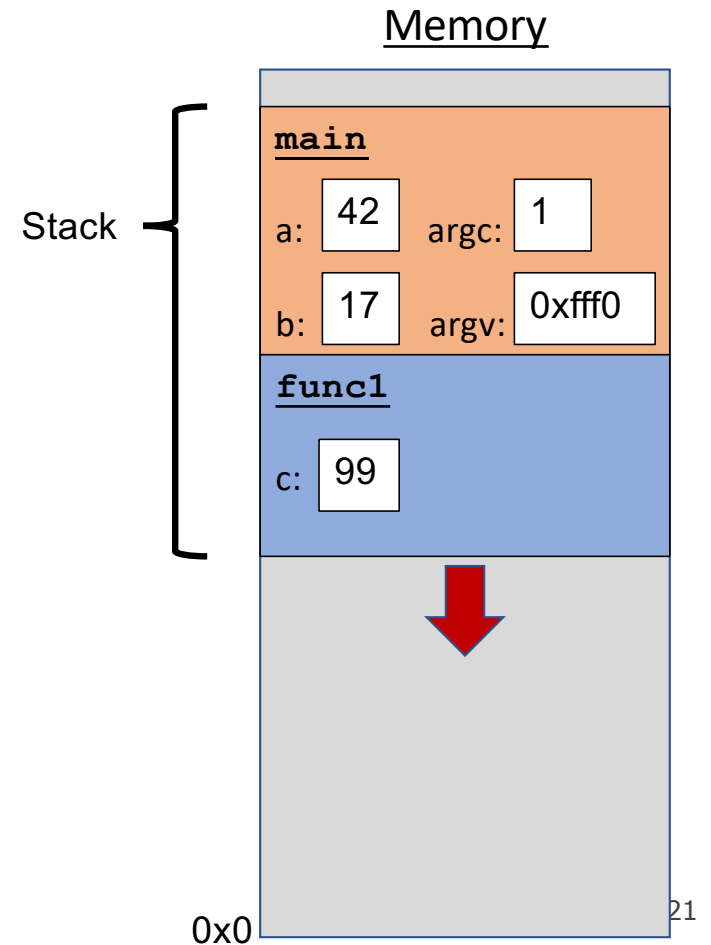 Memory
main
Stack
a: 42 argc: 1
b: 17 argv: 0xfff0
func1
c: 99
0x0
21